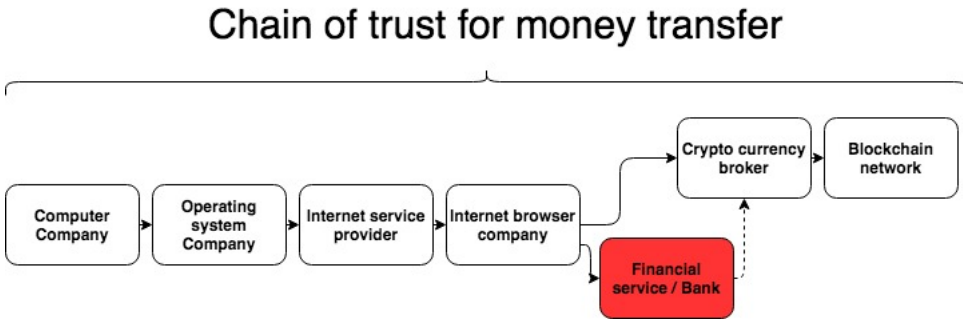 Chain of trust for money transfer
Computer
Company
Operating
system
Company
Internet service
provider
Internet browser
company
Crypto currency
broker
Blockchain
network
Financial
service / Bank